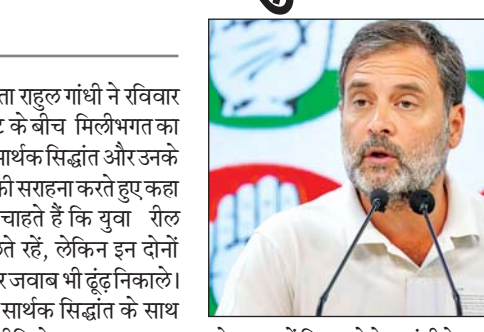 ता राहुल गांधी ने रविवार
ट के बीच मिलीभगत का
सार्थक सिद्धांत और उनके
की सराहना करते हुए कहा
चाहते हैं कि युवा रील
ते रहें, लेकिन इन दोनों
र जवाब भी ढूंढ़ निकाले।
सार्थक सिद्धांत के साथ